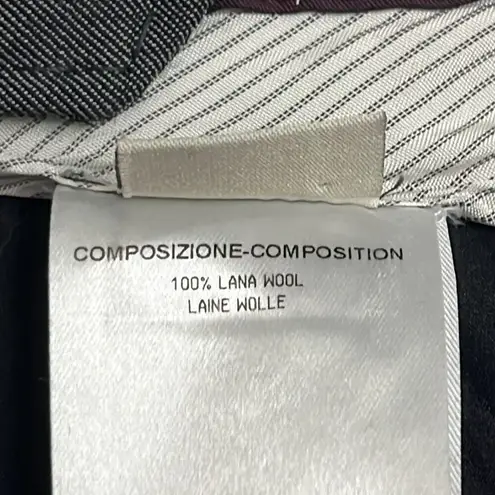 COMPOSIZIONE-COMPOSITION
100% LANA WOOL
LAINE WOLLE